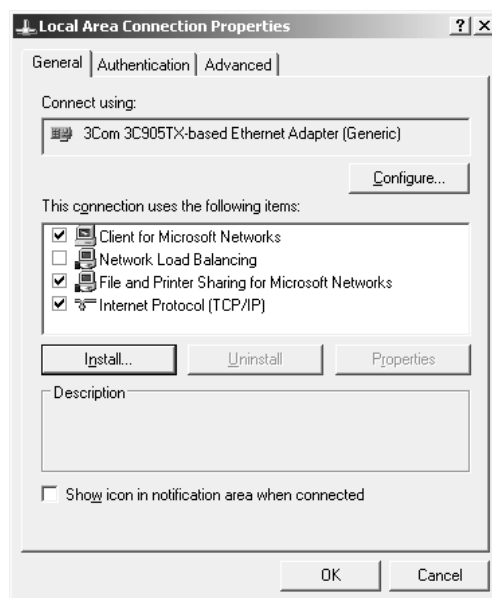 Local Area Connection Properties
General Authentication Advanced
Connect using:
3Com 3C905TX-based Ethernet Adapter (Generic)
Configure...
This connection uses the following items:
Client for Microsoft Networks
Network Load Balancing
File and Printer Sharing for Microsoft Networks
Internet Protocol (TCP/IP)
Install... Uninstall Properties
Description
Show icon in notification area when connected
OK Cancel